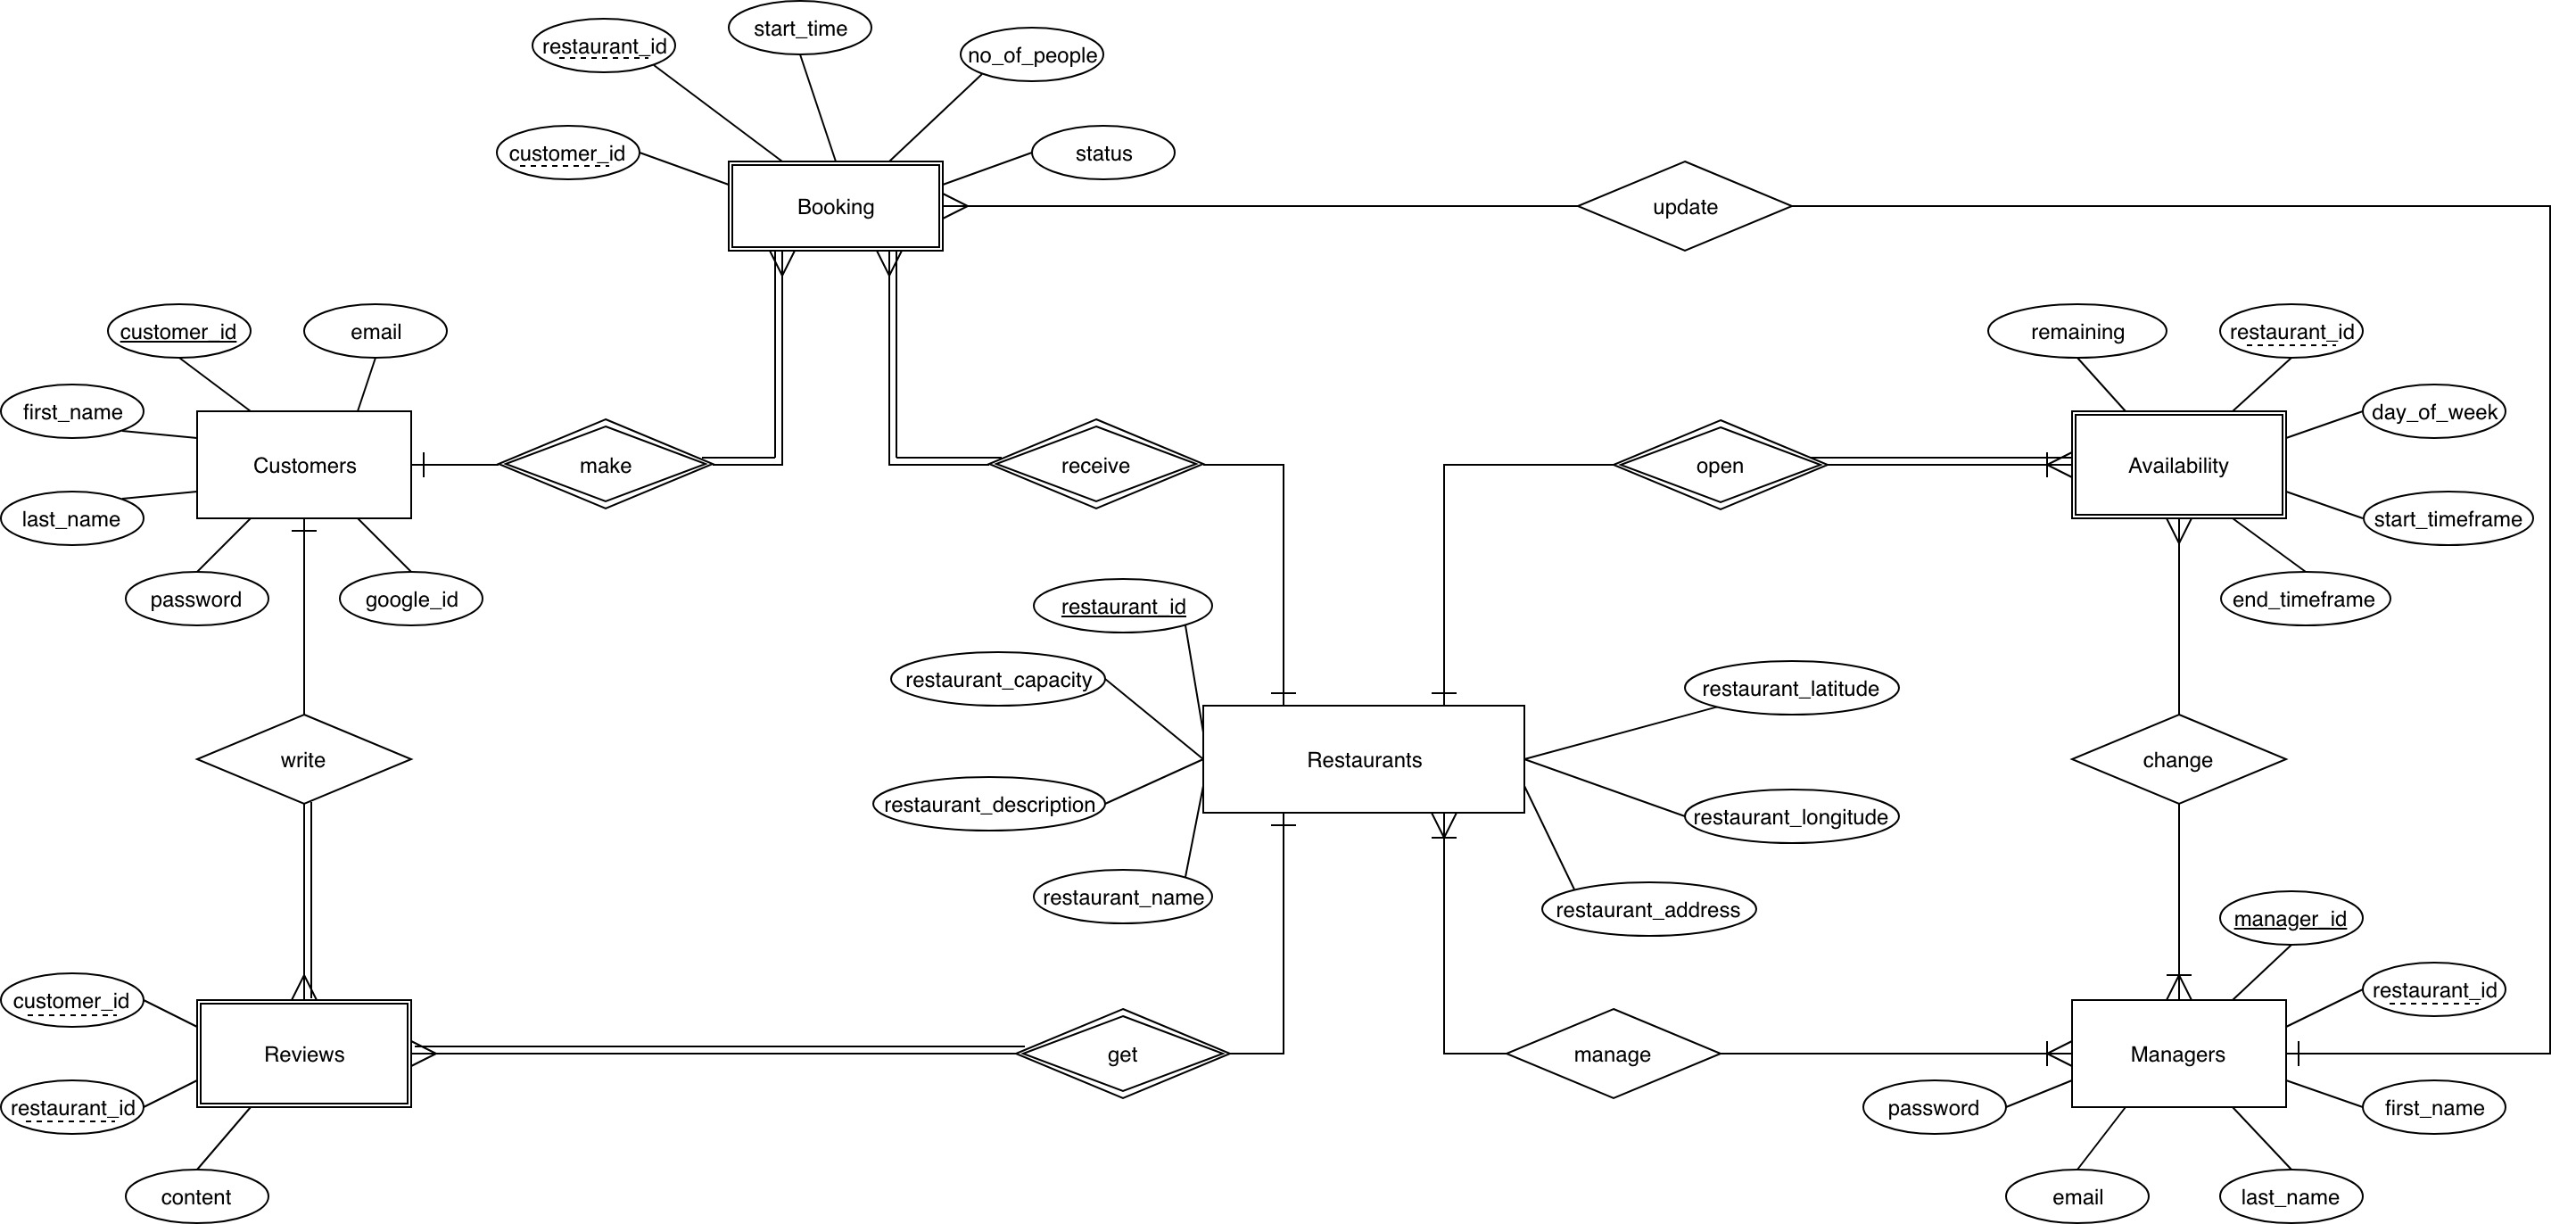 start_time
restaurant_id
no_of_people
customer_id
status
Booking
update
customer_id
email
remaining
restaurant_id
first_name
day_of_week
Customers
make
receive
open
Availability
last_name
start_timeframe
password
google_id
end_timeframe
restaurant_id
restaurant_capacity
restaurant_latitude
write
Restaurants
change
restaurant_description
restaurant_longitude
restaurant_name
restaurant_address
manager_id
customer_id
restaurant_id
Reviews
get
manage
Managers
restaurant_id
password
first_name
content
email
last_name